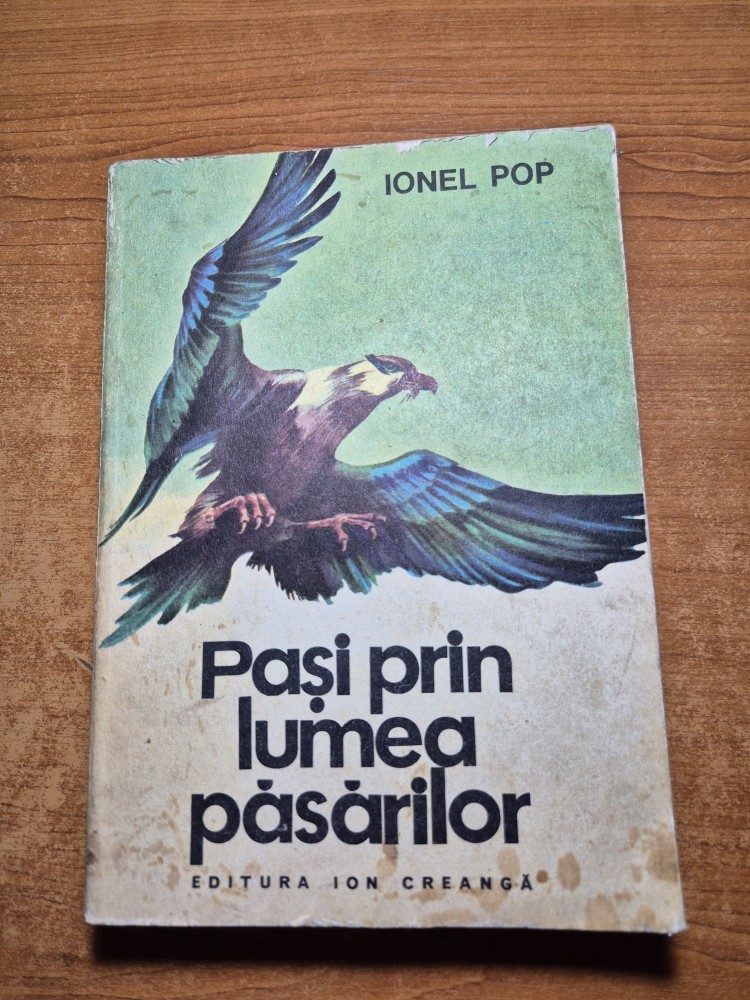 IONEL POP
Pași prin
lumea
păsărilor
EDITURA ION CREANGĂ